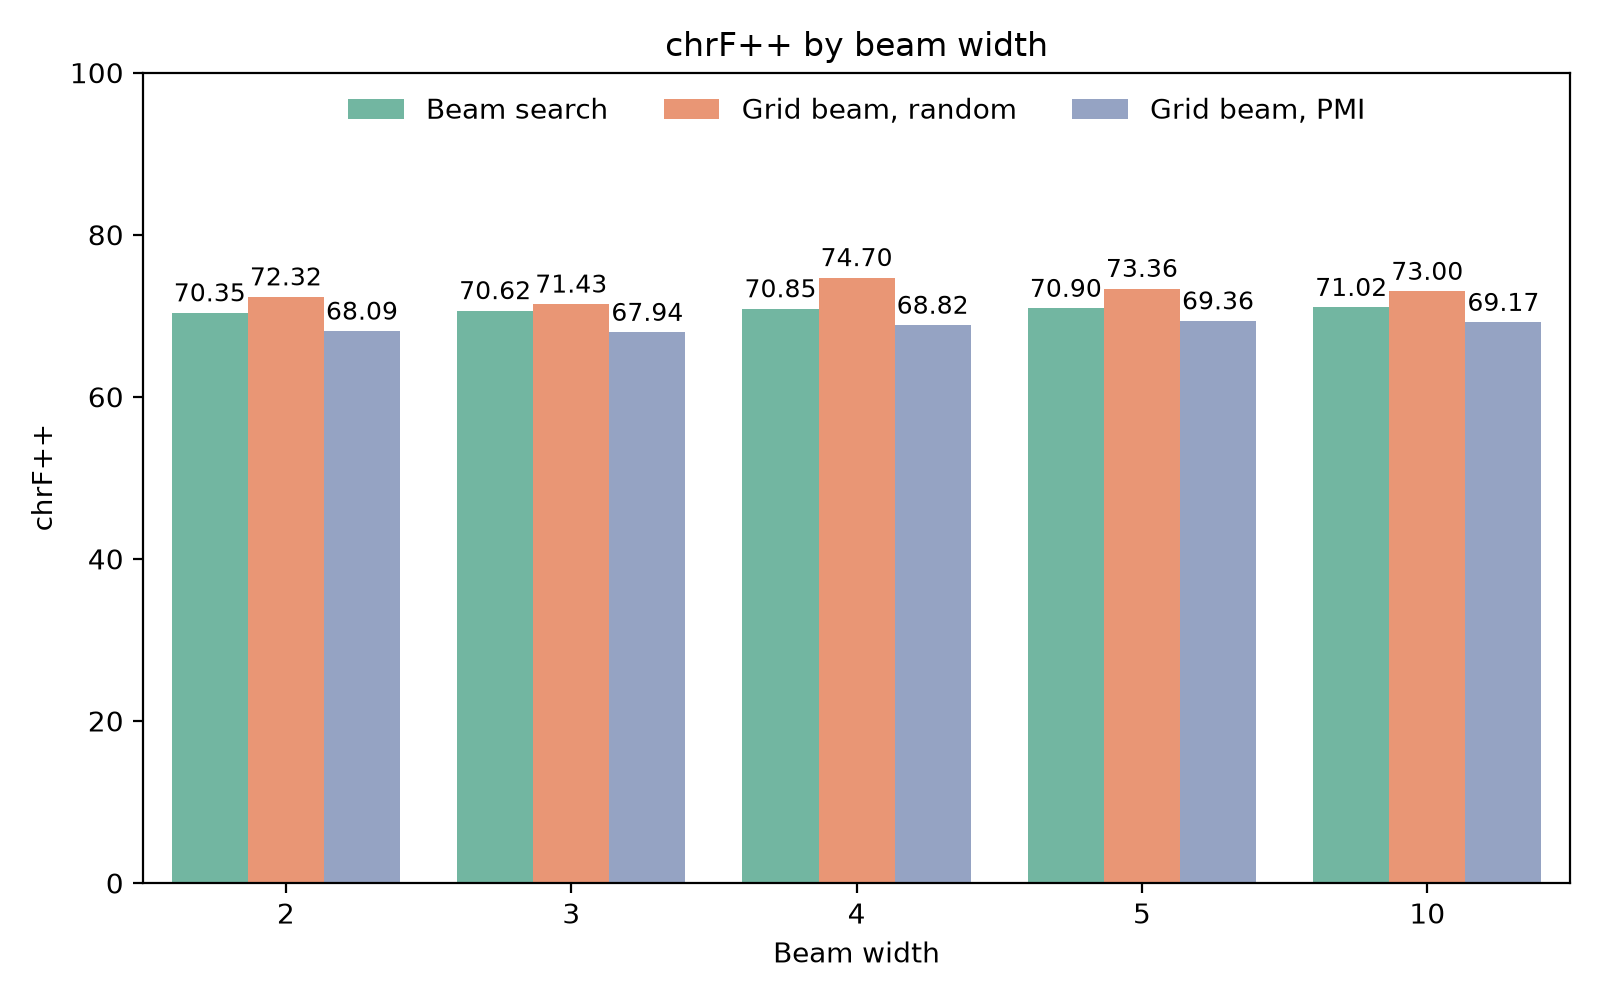 chrF++ by beam width
100
Beam search Grid beam, random Grid beam, PMI
80
60
40
20
0
chrF++
70.35 72.32 68.09
70.62 71.43 67.94
70.85 74.70 68.82
70.90 73.36 69.36
71.02 73.00 69.17
2 3 4 5 10
Beam width